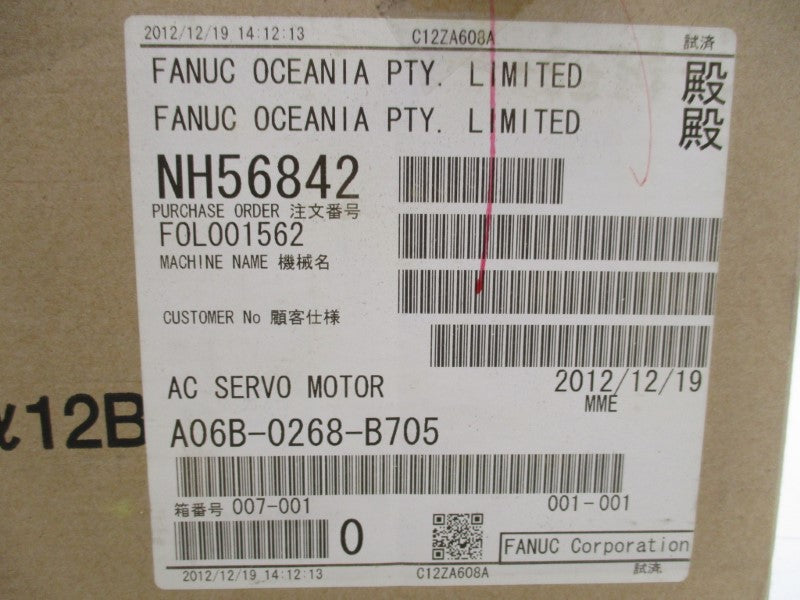 2012/12/19 14:12:13 C12ZA608A 試済
FANUC OCEANIA PTY. LIMITED 殿
FANUC OCEANIA PTY. LIMITED 殿
NH56842
PURCHASE ORDER 注文番号
FOL001562
MACHINE NAME 機械名
CUSTOMER No 顧客仕様
AC SERVO MOTOR 2012/12/19
MME
α12B
A06B-0268-B705
箱番号 007-001 001-001
0
FANUC Corporation
2012/12/19 14:12:13 C12ZA608A 試済